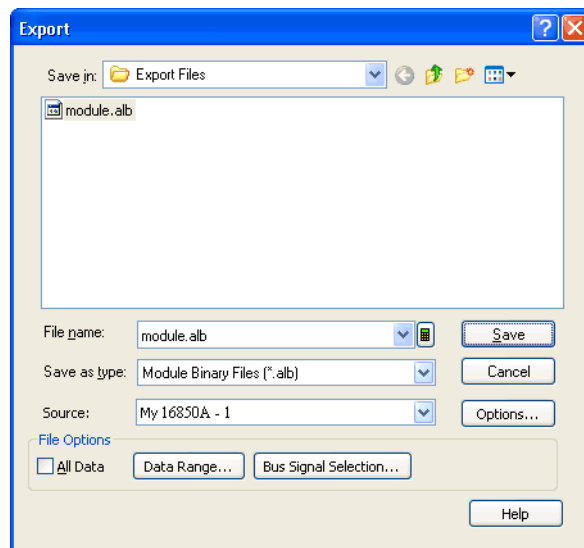 Export
Save in: Export Files
module.alb
File name: module.alb Save
Save as type: Module Binary Files (*.alb) Cancel
Source: My 16850A - 1 Options...
File Options
All Data Data Range... Bus Signal Selection...
Help